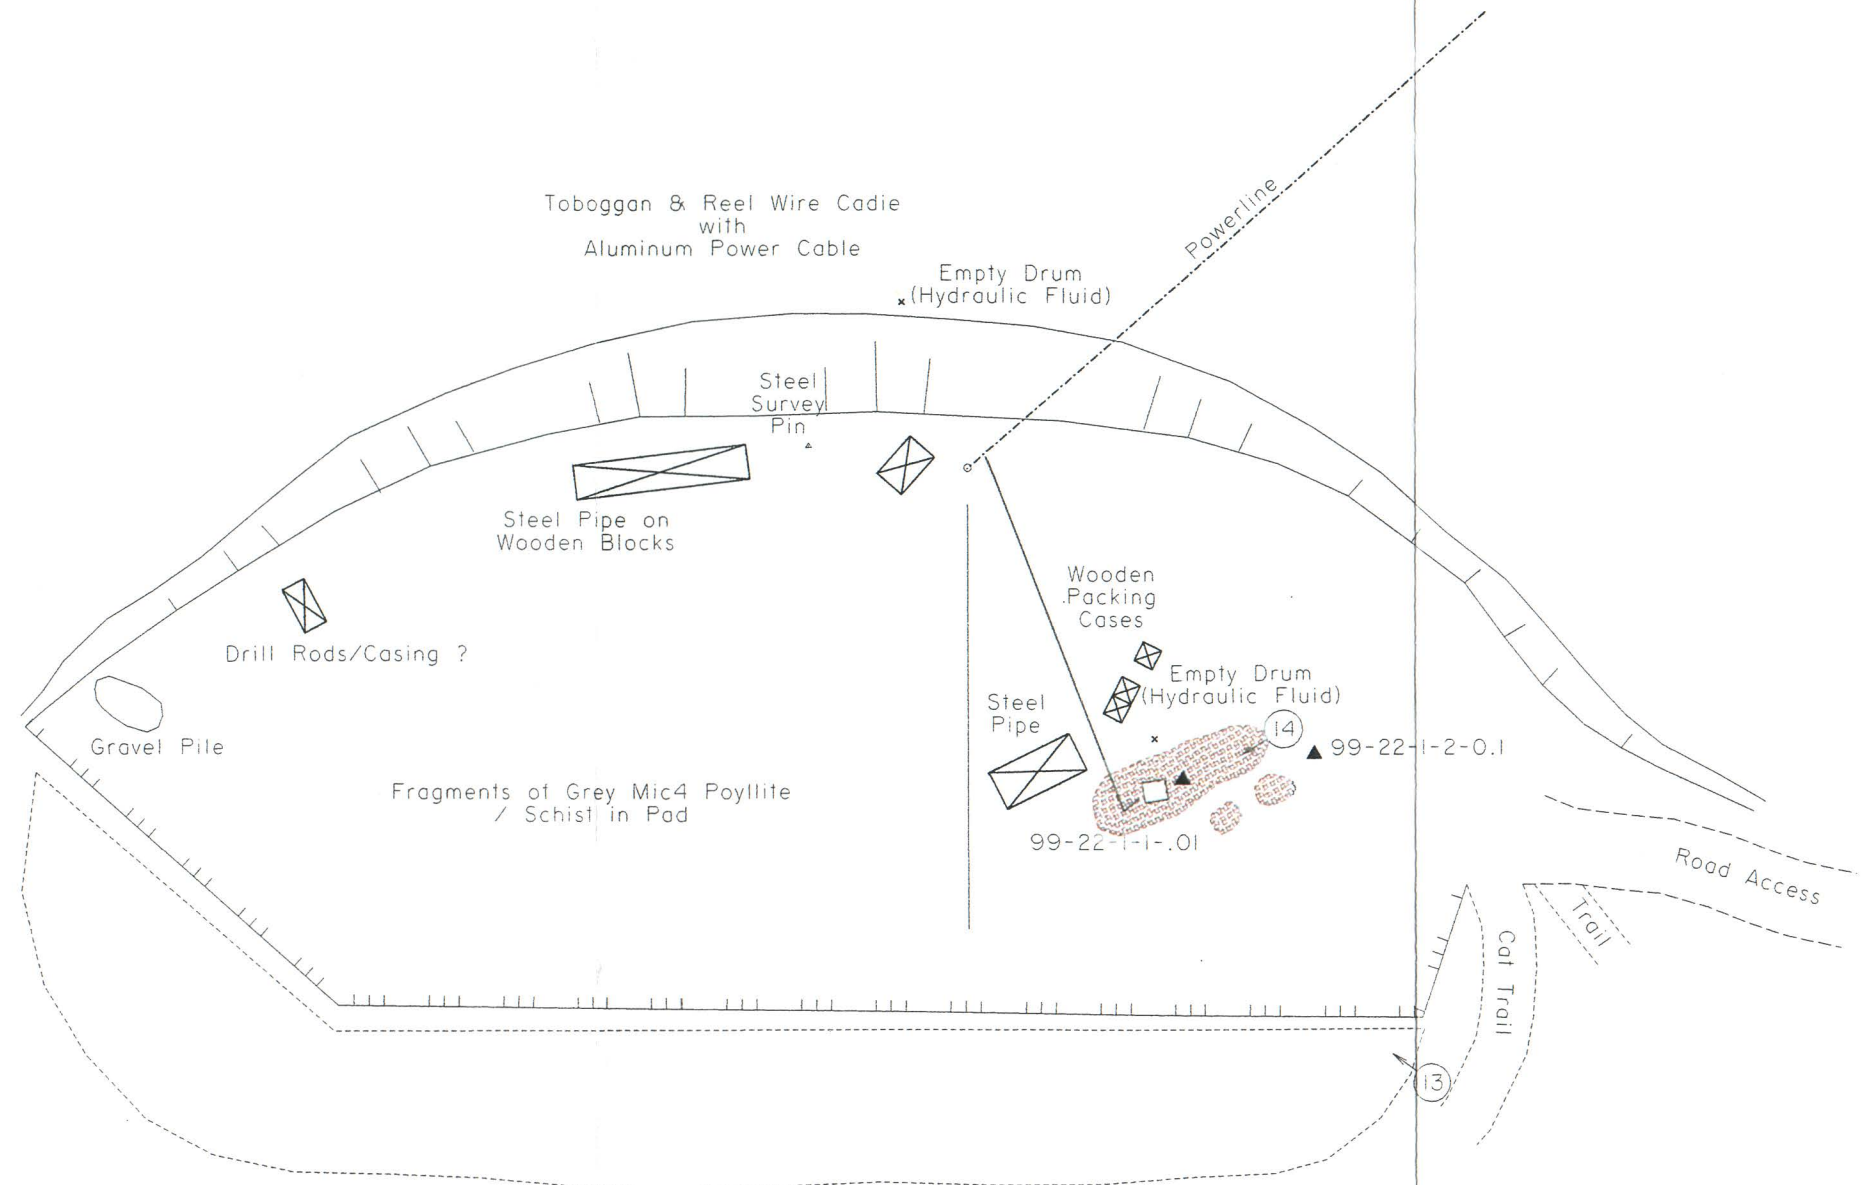 Toboggan & Reel Wire Cadie
with
Aluminum Power Cable
Powerline
Empty Drum
(Hydraulic Fluid)
Steel
Survey
Pin
Steel Pipe on
Wooden Blocks
Wooden
Packing
Cases
Drill Rods/Casing ?
Empty Drum
(Hydraulic Fluid)
Steel
Pipe
14
99-22-1-2-0.1
Gravel Pile
Fragments of Grey Mic4 Poyllite
/ Schist in Pad
99-22-1-1-.01
Road Access
Trail
Cat Trail
13